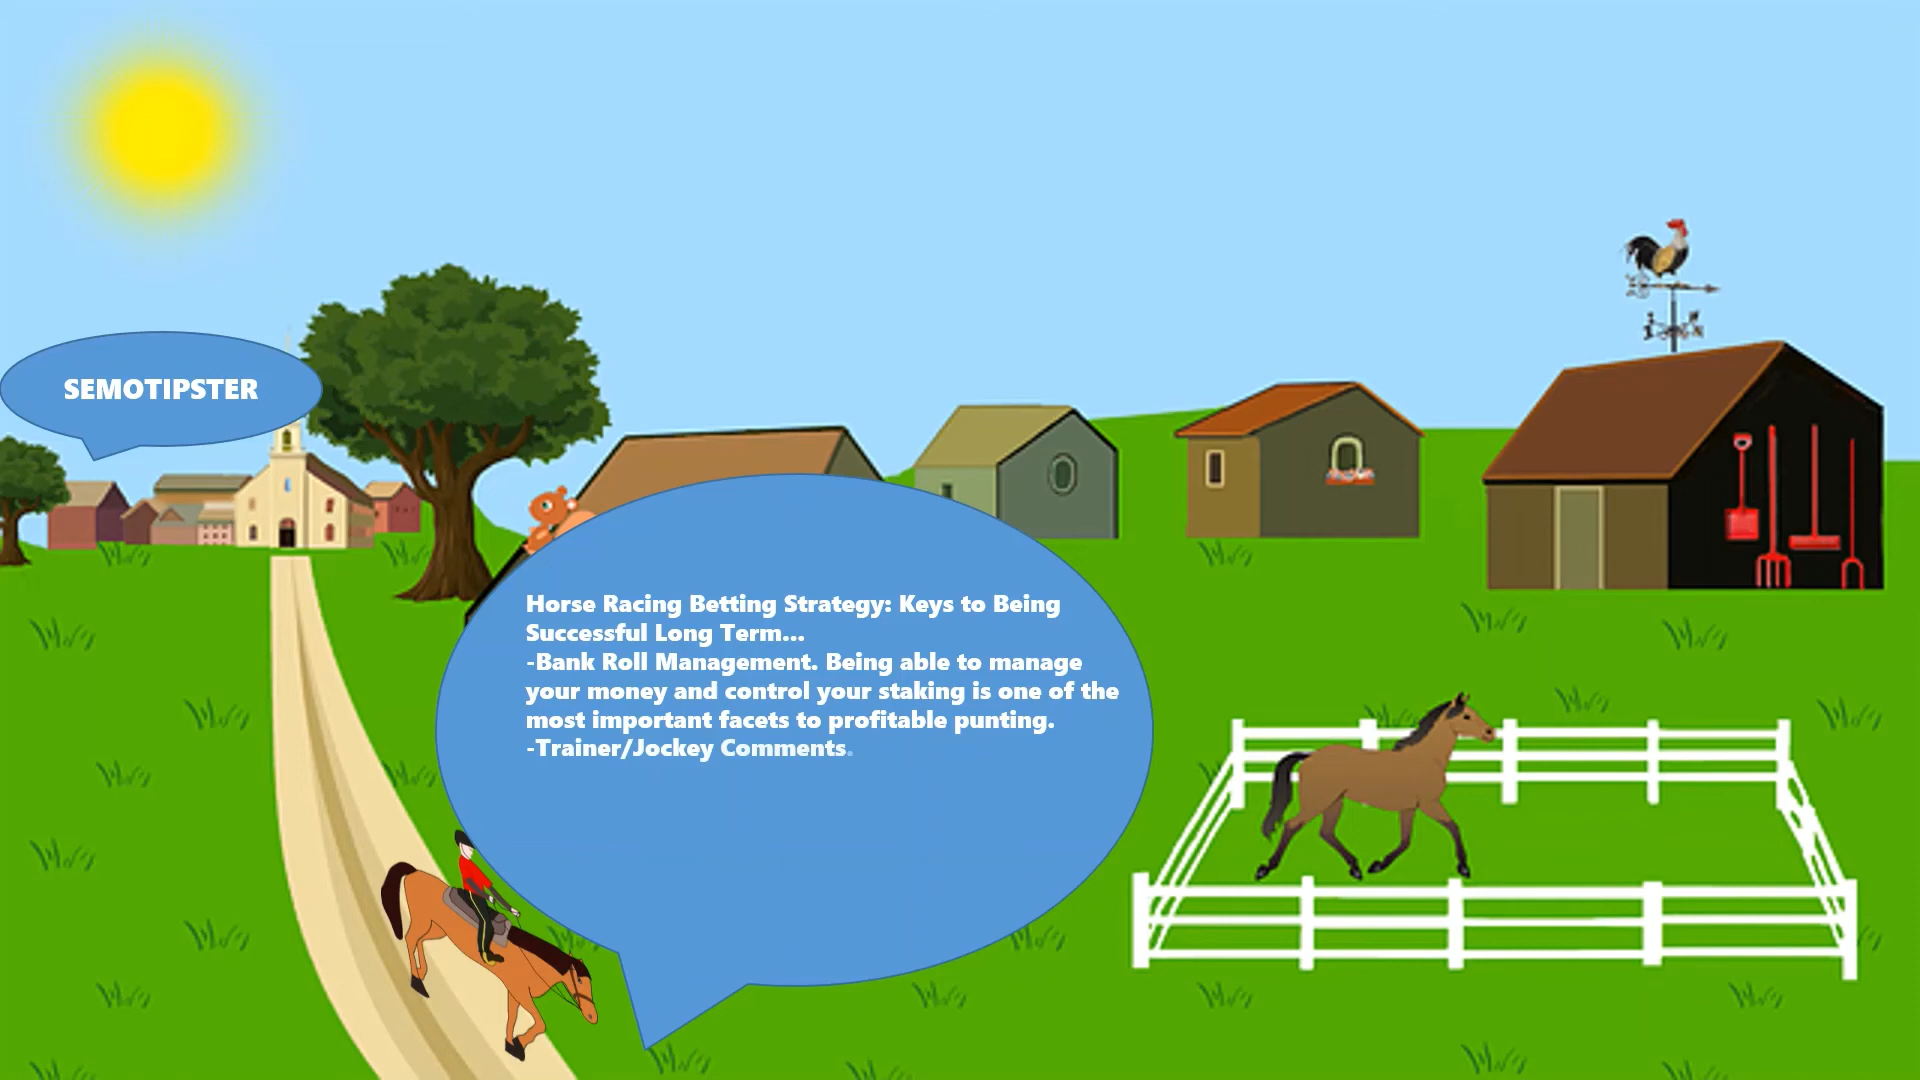 SEMOTIPSTER
Horse Racing Betting Strategy: Keys to Being
Successful Long Term...
-Bank Roll Management. Being able to manage
your money and control your staking is one of the
most important facets to profitable punting.
-Trainer/Jockey Comments.